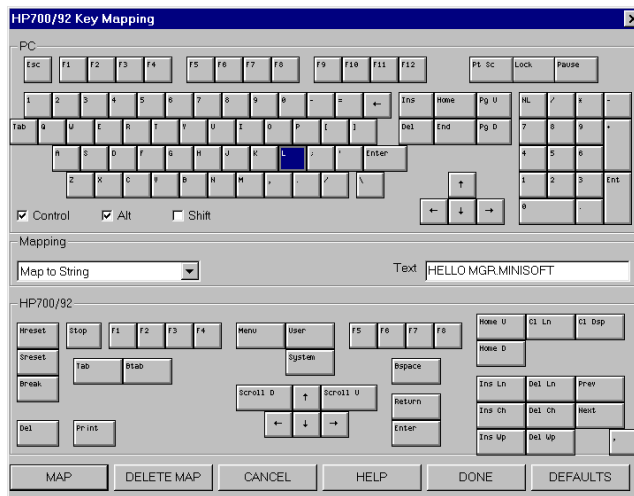 HP700/92 Key Mapping
PC
Esc F1 F2 F3 F4 F5 F6 F7 F8 F9 F10 F11 F12 Pt Sc Lock Pause
1 2 3 4 5 6 7 8 9 0 - = ← Ins Home Pg U NL / * -
Tab Q W E R T Y U I O P [ ] Del End Pg D 7 8 9 +
A S D F G H J K L ; ' Enter 4 5 6
Z X C V B N M , . / \ ↑ 1 2 3 Ent
Control Alt Shift ← ↓ → 0 .
Mapping
Map to String Text HELLO MGR.MINISOFT
HP700/92
Hreset Stop F1 F2 F3 F4 Menu User F5 F6 F7 F8 Home U Cl Ln Cl Dsp
Sreset System Home D
Tab Btab Bspace
Break Ins Ln Del Ln Prev
Scroll D ↑ Scroll U Return
Ins Ch Del Ch Next
Del Print ← ↓ → Enter
Ins Wp Del Wp ,
MAP DELETE MAP CANCEL HELP DONE DEFAULTS